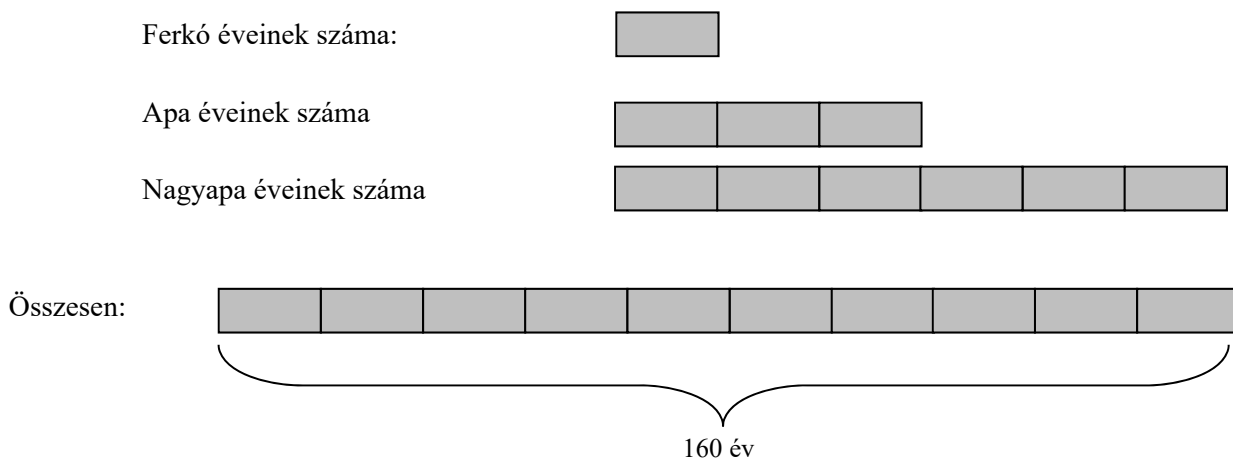 Ferkó éveinek száma:
Apa éveinek száma
Nagyapa éveinek száma
Összesen:
160 év